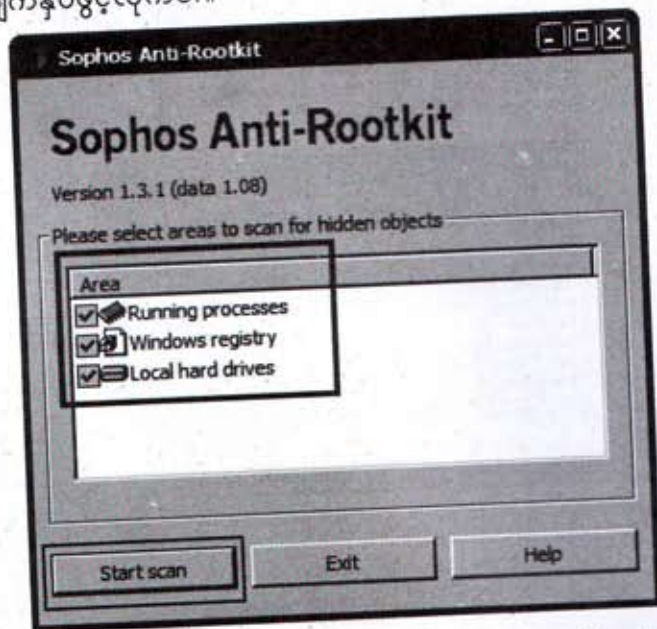 Sophos Anti-Rootkit
Sophos Anti-Rootkit
Version 1.3.1 (data 1.08)
Please select areas to scan for hidden objects
Area
Running processes
Windows registry
Local hard drives
Start scan
Exit
Help